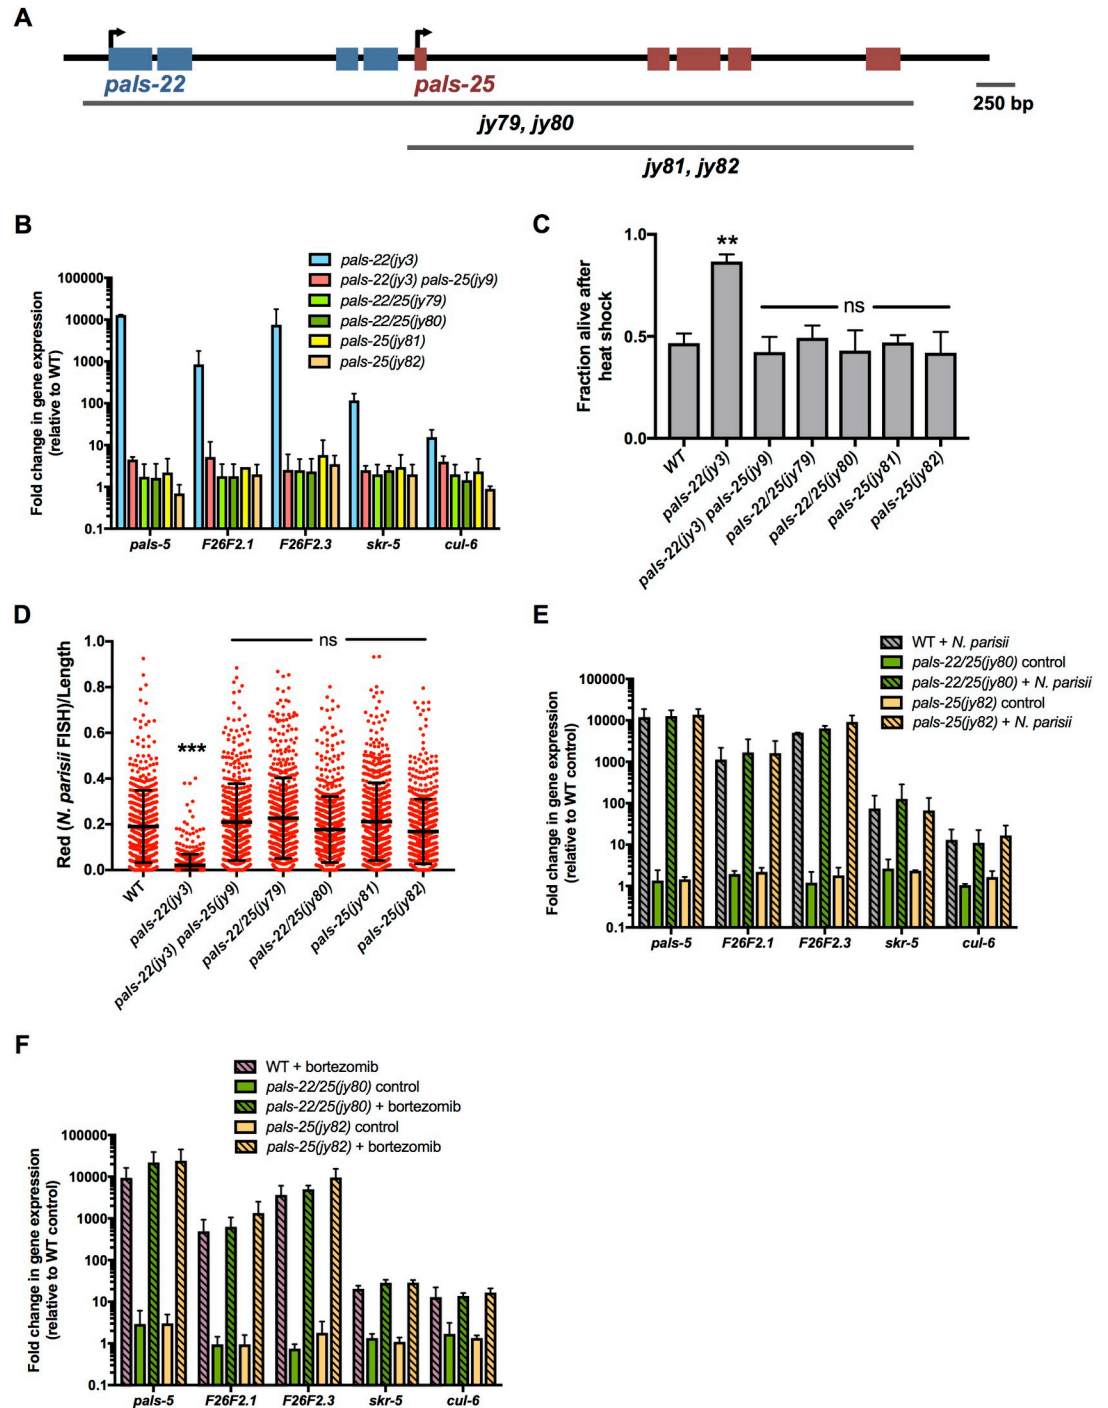 A
pals-22
pals-25
250 bp
jy79, jy80
jy81, jy82
B
Fold change in gene expression
(relative to WT)
100000
10000
1000
100
10
1
0.1
pals-22(jy3)
pals-22(jy3) pals-25(jy9)
pals-22/25(jy79)
pals-22/25(jy80)
pals-25(jy81)
pals-25(jy82)
pals-5
F26F2.1
F26F2.3
skr-5
cul-6
C
Fraction alive after
heat shock
1.0
0.5
0.0
**
ns
WT
pals-22(jy3)
pals-22(jy3) pals-25(jy9)
pals-22/25(jy79)
pals-22/25(jy80)
pals-25(jy81)
pals-25(jy82)
D
Red (N. parisii FISH)/Length
1.0
0.8
0.6
0.4
0.2
0.0
***
ns
WT
pals-22(jy3)
pals-22(jy3) pals-25(jy9)
pals-22/25(jy79)
pals-22/25(jy80)
pals-25(jy81)
pals-25(jy82)
E
WT + N. parisii
pals-22/25(jy80) control
pals-22/25(jy80) + N. parisii
pals-25(jy82) control
pals-25(jy82) + N. parisii
Fold change in gene expression
(relative to WT control)
100000
10000
1000
100
10
1
0.1
pals-5
F26F2.1
F26F2.3
skr-5
cul-6
F
WT + bortezomib
pals-22/25(jy80) control
pals-22/25(jy80) + bortezomib
pals-25(jy82) control
pals-25(jy82) + bortezomib
Fold change in gene expression
(relative to WT control)
100000
10000
1000
100
10
1
0.1
pals-5
F26F2.1
F26F2.3
skr-5
cul-6